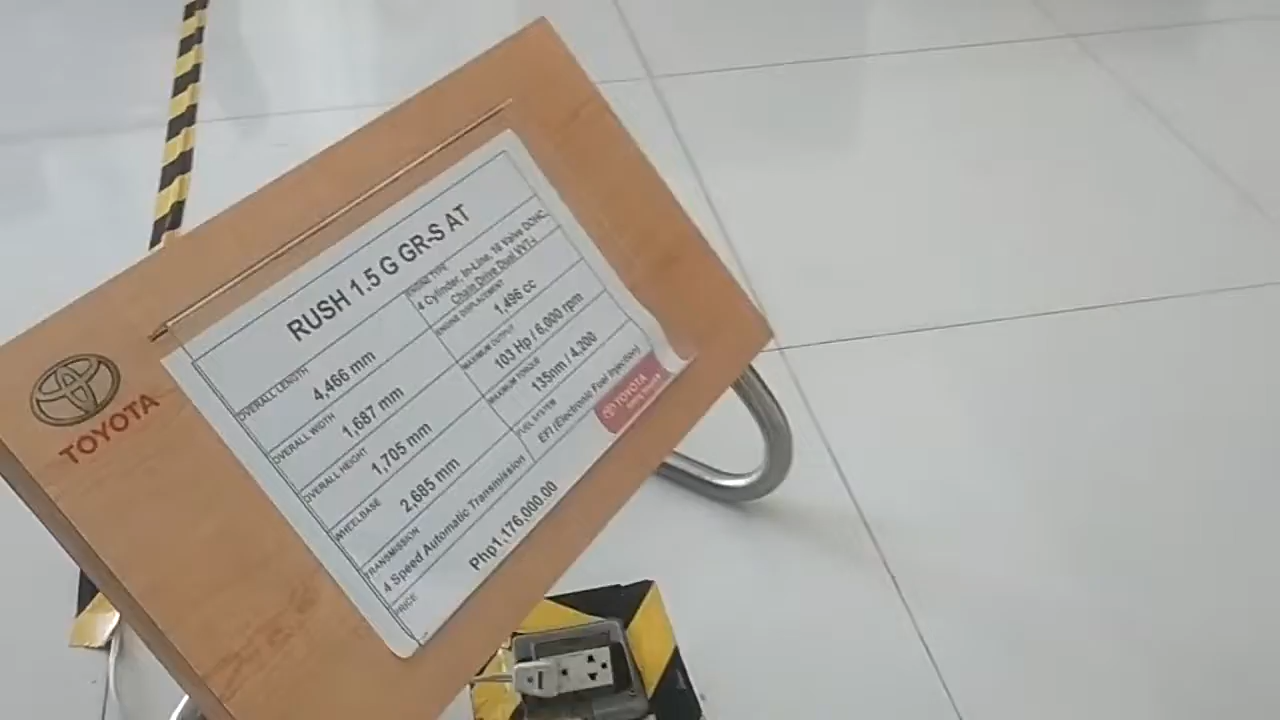 TOYOTA
RUSH 1.5 G GR-S AT
OVERALL LENGTH
4,466 mm
OVERALL WIDTH
1,687 mm
OVERALL HEIGHT
1,705 mm
WHEELBASE
2,685 mm
TRANSMISSION
4 Speed Automatic Transmission
PRICE
Php1,176,000.00
ENGINE TYPE
4 Cylinder, In-Line, 16 Valve DOHC,
Chain Drive Dual VVT-i
ENGINE DISPLACEMENT
1,496 cc
MAXIMUM OUTPUT
103 Hp / 6,000 rpm
MAXIMUM TORQUE
135nm / 4,200
FUEL SYSTEM
EFI (Electronic Fuel Injection)
TOYOTA